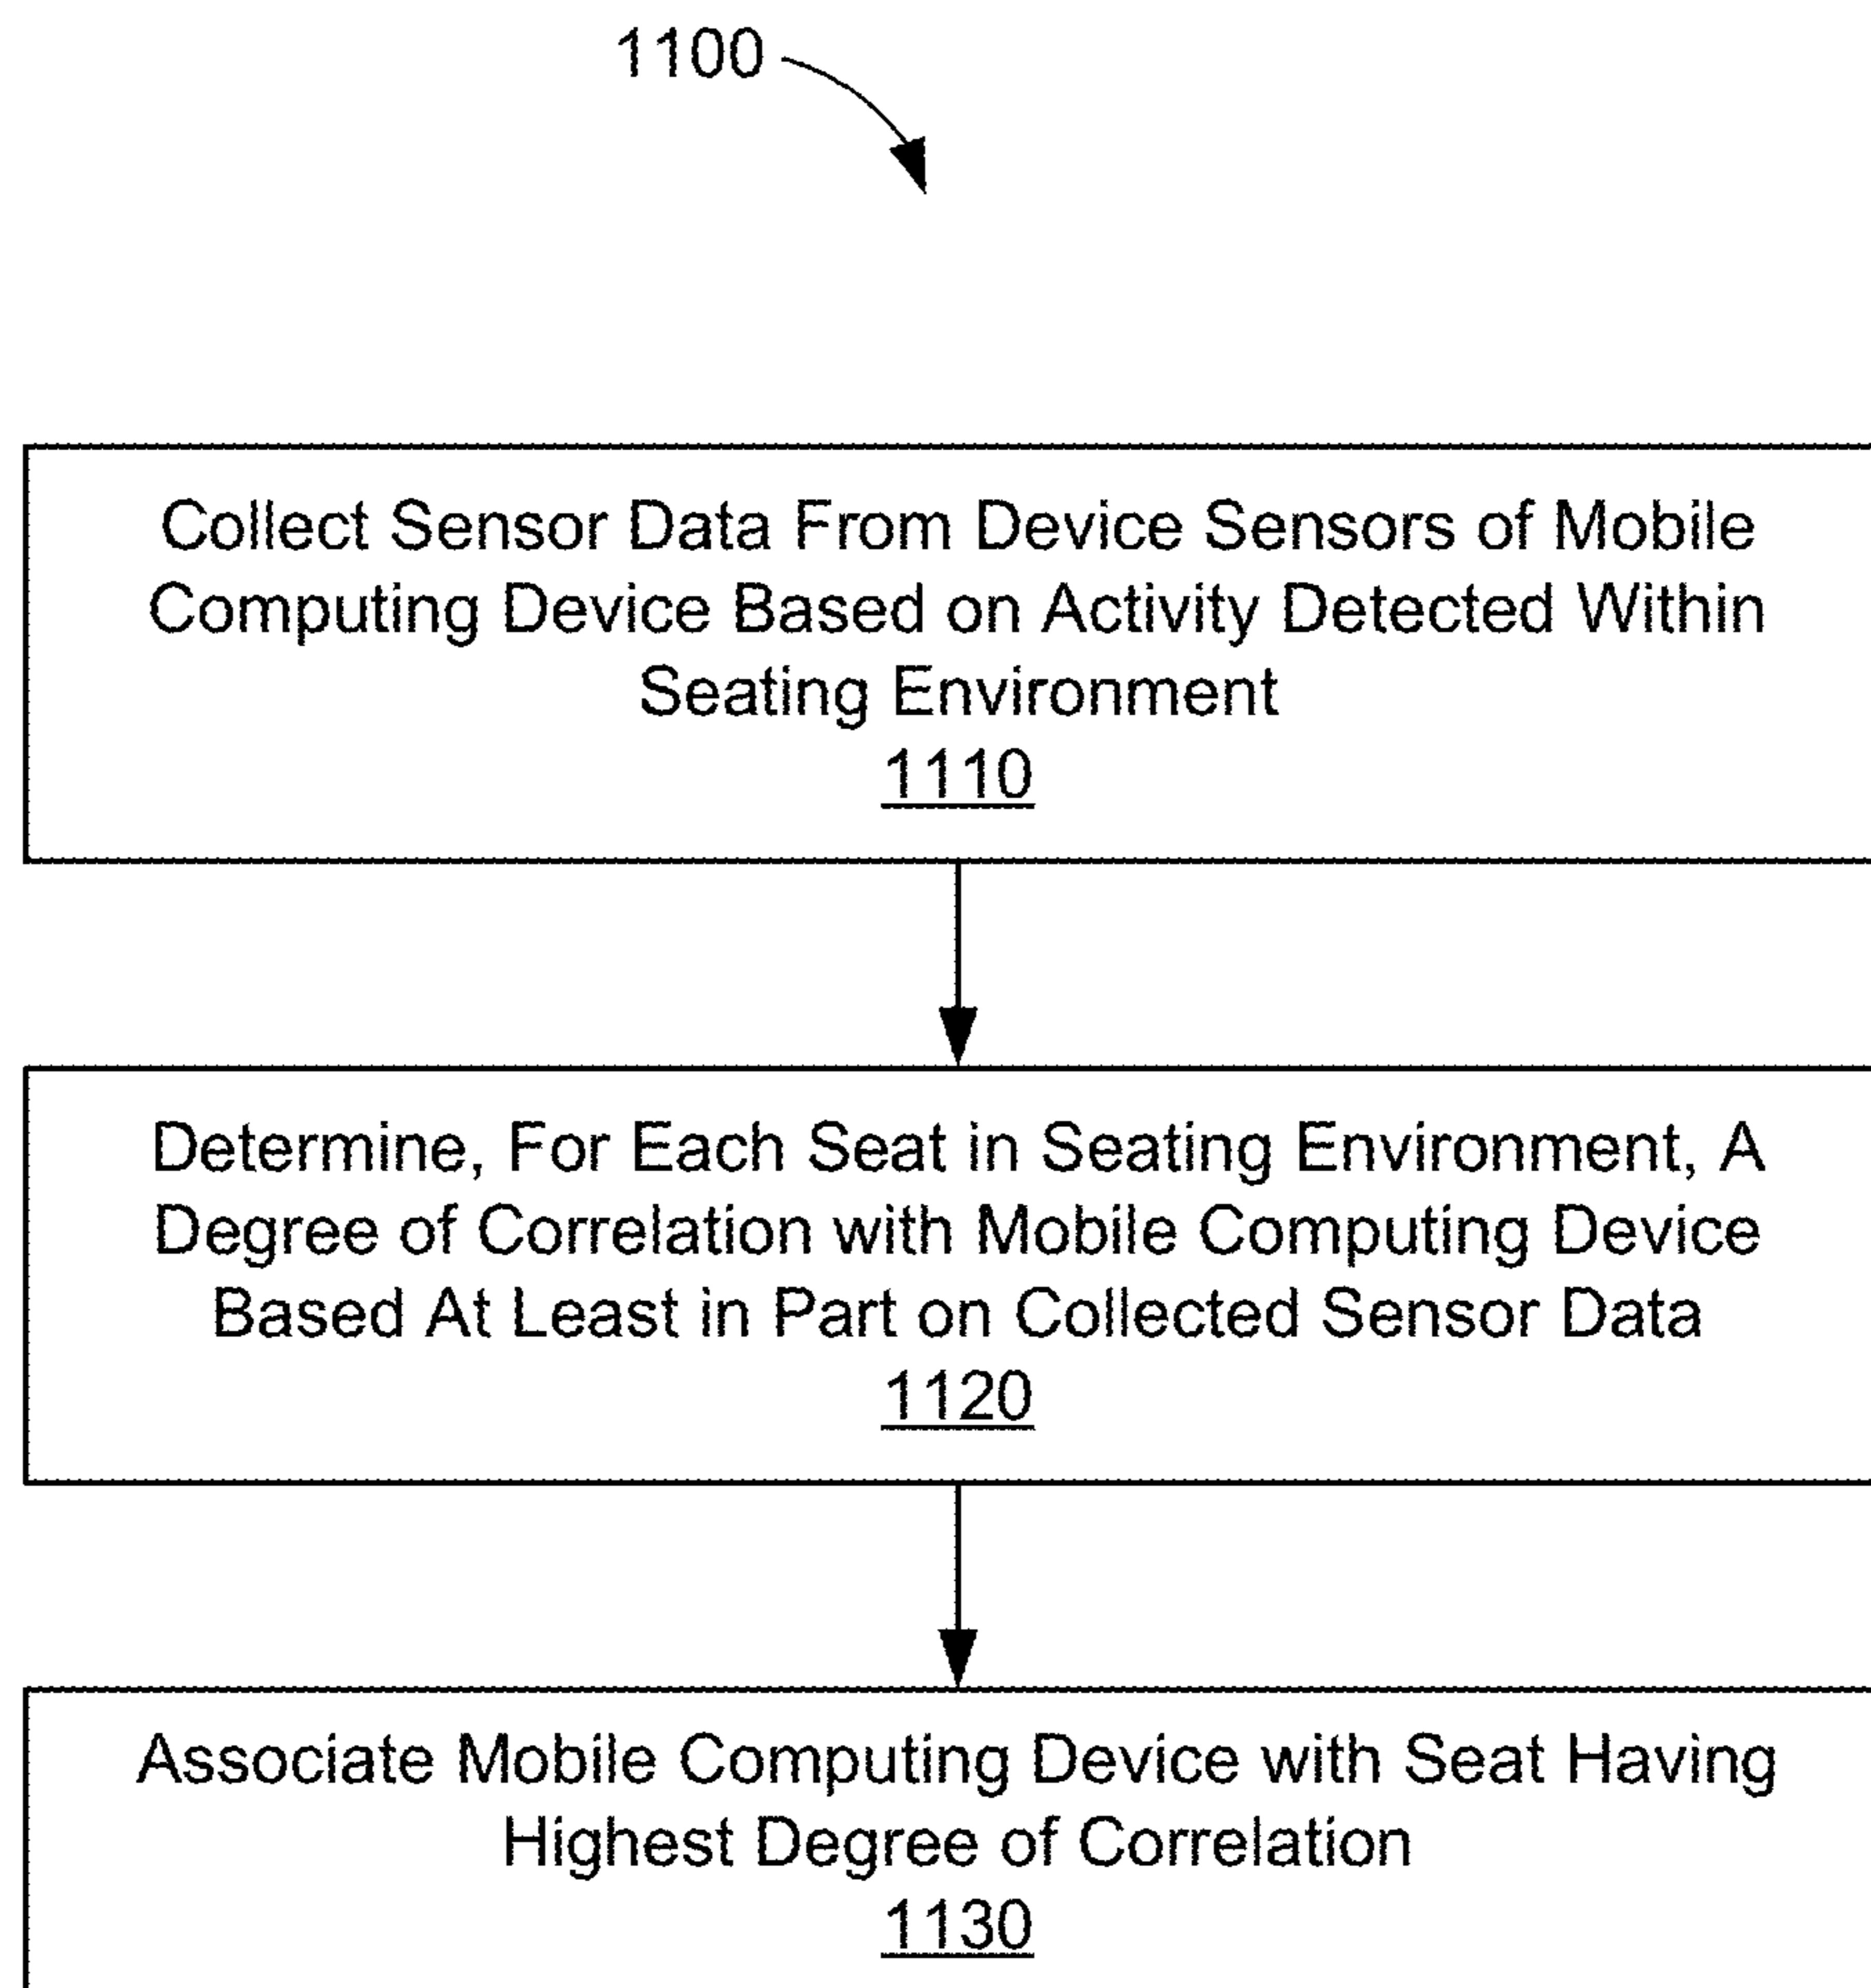 1100
Collect Sensor Data From Device Sensors of Mobile
Computing Device Based on Activity Detected Within
Seating Environment
1110
Determine, For Each Seat in Seating Environment, A
Degree of Correlation with Mobile Computing Device
Based At Least in Part on Collected Sensor Data
1120
Associate Mobile Computing Device with Seat Having
Highest Degree of Correlation
1130